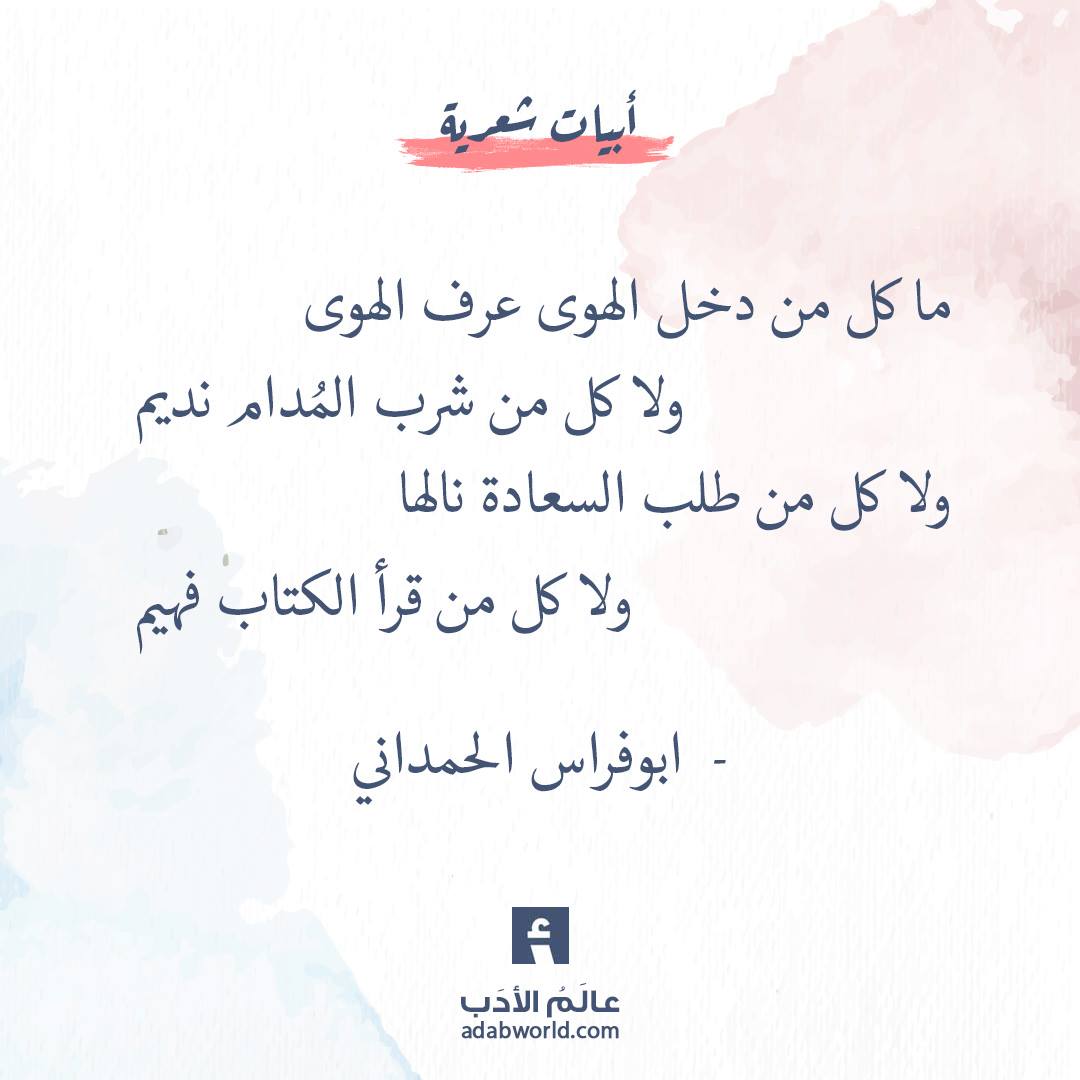 أبيات شعرية
ما كل من دخل الهوى عرف الهوى
ولا كل من شرب المُدام نديم
ولا كل من طلب السعادة نالها
ولا كل من قرأ الكتاب فهيم
- ابوفراس الحمداني
أ
عالَمُ الأدَب
adabworld.com